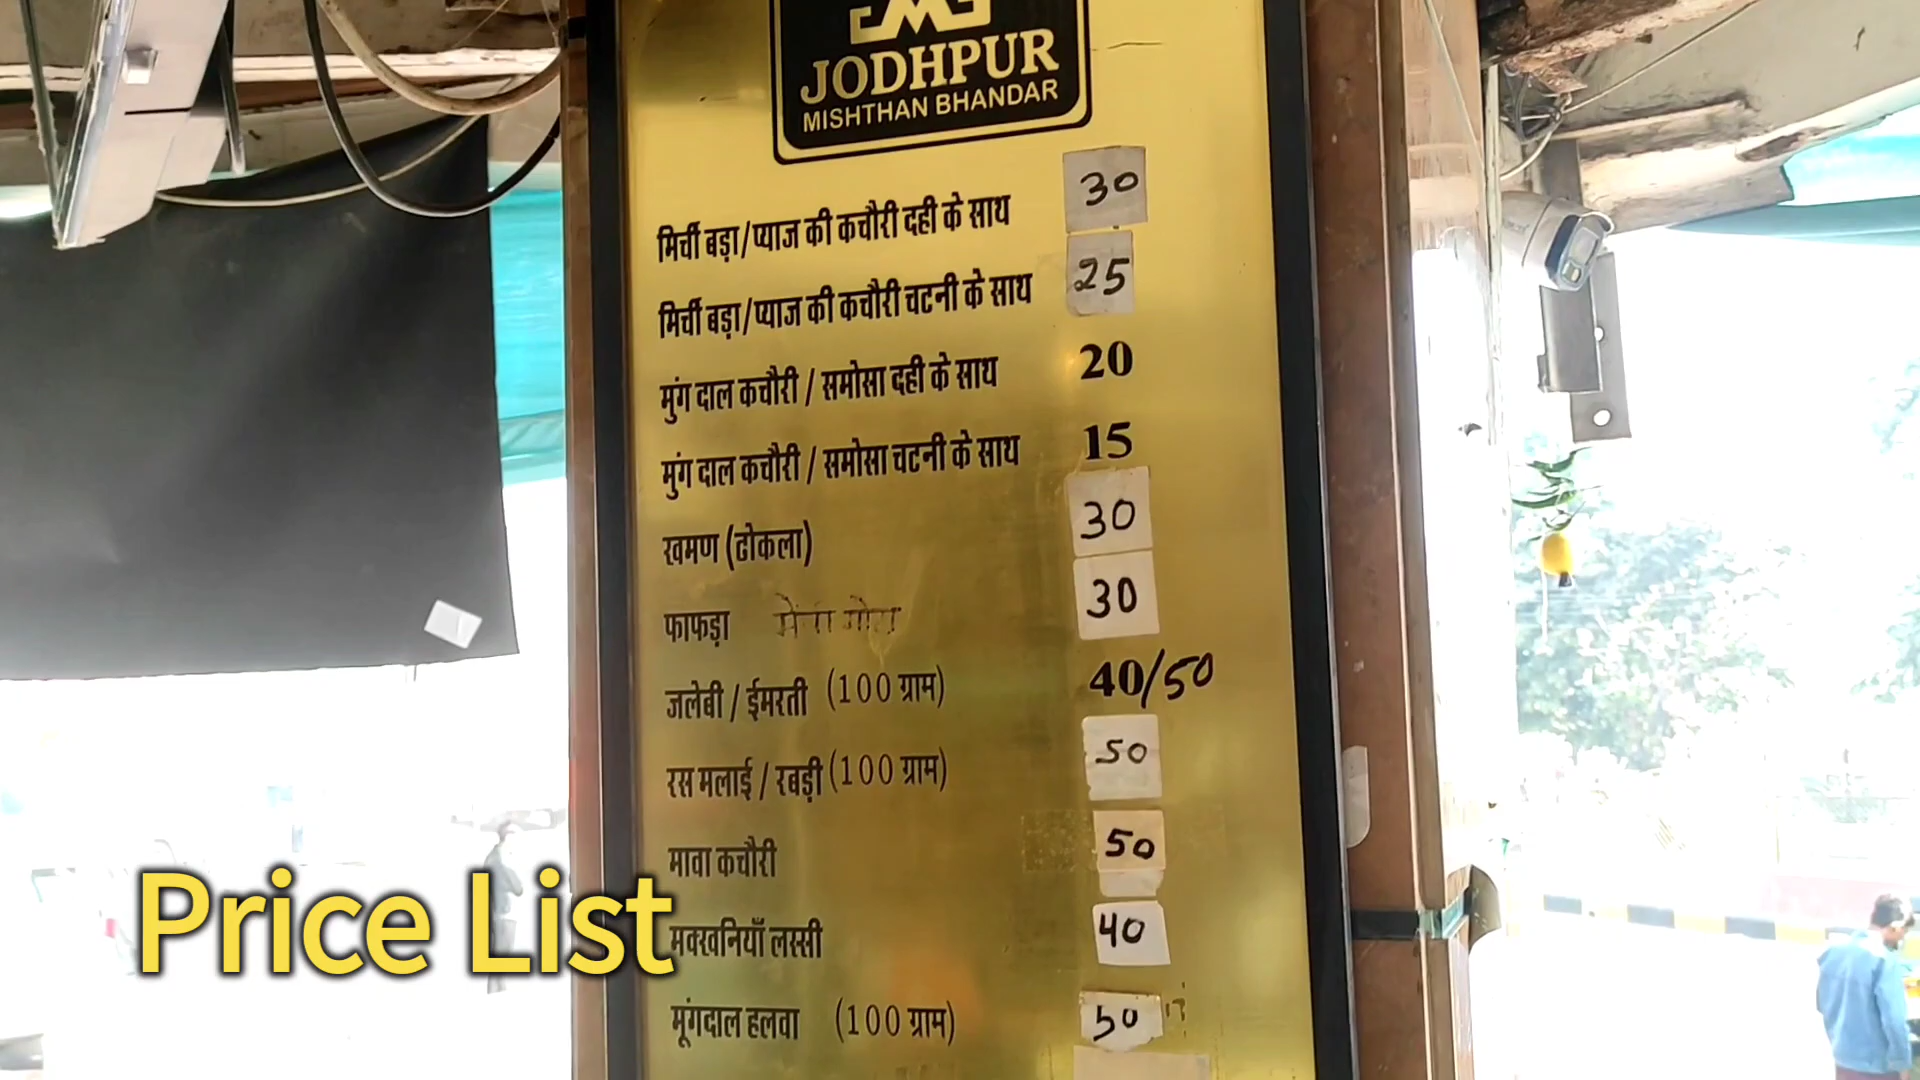 JODHPUR
MISHTHAN BHANDAR
मिर्ची बड़ा/प्याज की कचौरी दही के साथ 30
मिर्ची बड़ा/प्याज की कचौरी चटनी के साथ 25
मुंग दाल कचौरी / समोसा दही के साथ 20
मुंग दाल कचौरी / समोसा चटनी के साथ 15
खमण (ढोकला) 30
फाफड़ा 30
जलेबी / ईमरती (100 ग्राम) 40/50
रस मलाई / रबड़ी (100 ग्राम) 50
मावा कचौरी 50
मक्खनियाँ लस्सी 40
मूंगदाल हलवा (100 ग्राम) 50
Price List